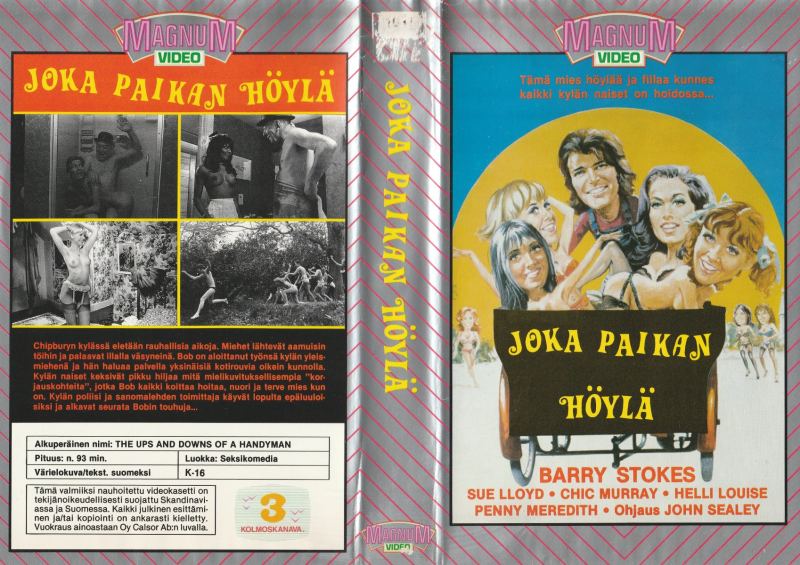 MAGNUM
VIDEO
JOKA PAIKAN HÖYLÄ
Chipburyn kylässä eletään rauhallisia aikoja. Miehet lähtevät aamuisin
töihin ja palaavat illalla väsyneinä. Bob on aloittanut työnsä kylän yleis-
miehenä ja hän haluaa palvella yksinäisiä kotirouvia oikein kunnolla.
Kylän naiset keksivät pikku hiljaa mitä mielikuvituksellisempia "kor-
jauskohteita", jotka Bob kaikki koittaa hoitaa, nuori ja terve mies kun
on. Kylän poliisi ja sanomalehden toimittaja käyvät lopulta epäluuloi-
siksi ja alkavat seurata Bobin touhuja...
Alkuperäinen nimi: THE UPS AND DOWNS OF A HANDYMAN
Pituus: n. 93 min. Luokka: Seksikomedia
Värielokuva/tekst. suomeksi K-16
Tämä valmiiksi nauhoitettu videokasetti on
tekijänoikeudellisesti suojattu Skandinavi-
assa ja Suomessa. Kaikki julkinen esittämi-
nen ja/tai kopiointi on ankarasti kielletty.
Vuokraus ainoastaan Oy Calsor Ab:n luvalla.
3
KOLMOSKANAVA
JOKA PAIKAN HÖYLÄ
MAGNUM
VIDEO
MAGNUM
VIDEO
Tämä mies höylää ja fiilaa kunnes
kaikki kylän naiset on hoidossa...
JOKA PAIKAN
HÖYLÄ
BARRY STOKES
SUE LLOYD • CHIC MURRAY • HELLI LOUISE
PENNY MEREDITH • Ohjaus JOHN SEALEY